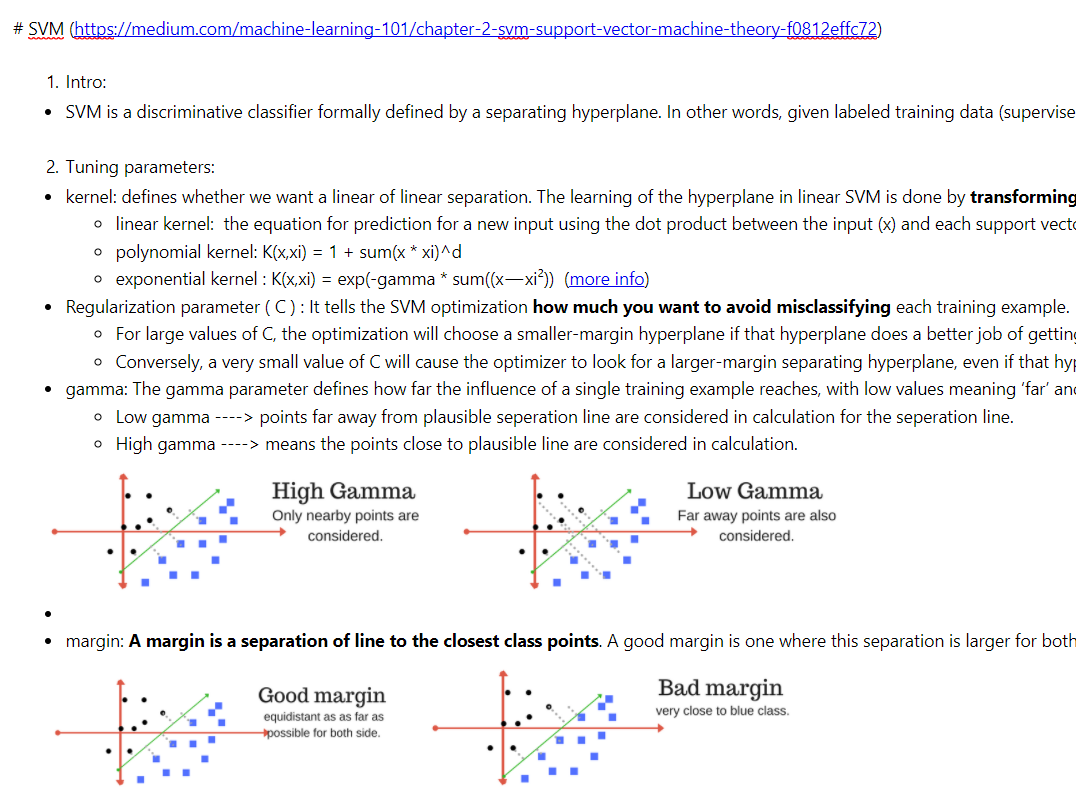 # SVM (https://medium.com/machine-learning-101/chapter-2-svm-support-vector-machine-theory-f0812effc72)
1. Intro:
• SVM is a discriminative classifier formally defined by a separating hyperplane. In other words, given labeled training data (supervise
2. Tuning parameters:
• kernel: defines whether we want a linear of linear separation. The learning of the hyperplane in linear SVM is done by transforming
○ linear kernel:  the equation for prediction for a new input using the dot product between the input (x) and each support vect
○ polynomial kernel: K(x,xi) = 1 + sum(x * xi)^d
○ exponential kernel : K(x,xi) = exp(-gamma * sum((x—xi²))  (more info)
• Regularization parameter ( C ) : It tells the SVM optimization how much you want to avoid misclassifying each training example.
○ For large values of C, the optimization will choose a smaller-margin hyperplane if that hyperplane does a better job of getting
○ Conversely, a very small value of C will cause the optimizer to look for a larger-margin separating hyperplane, even if that hyp
• gamma: The gamma parameter defines how far the influence of a single training example reaches, with low values meaning ‘far’ an
○ Low gamma ----> points far away from plausible seperation line are considered in calculation for the seperation line.
○ High gamma ----> means the points close to plausible line are considered in calculation.
High Gamma
Only nearby points are
considered.
Low Gamma
Far away points are also
considered.
•
• margin: A margin is a separation of line to the closest class points. A good margin is one where this separation is larger for both
Good margin
equidistant as as far as
possible for both side.
Bad margin
very close to blue class.